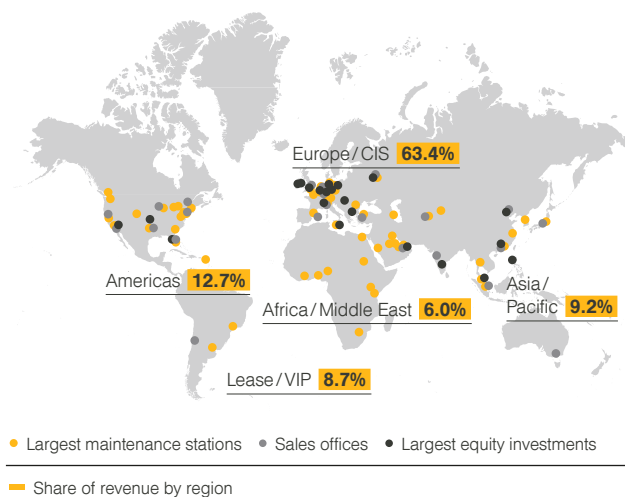 Europe/CIS 63.4%
Americas 12.7%
Asia/
Pacific 9.2%
Africa/Middle East 6.0%
Lease/VIP 8.7%
Largest maintenance stations Sales offices Largest equity investments
Share of revenue by region